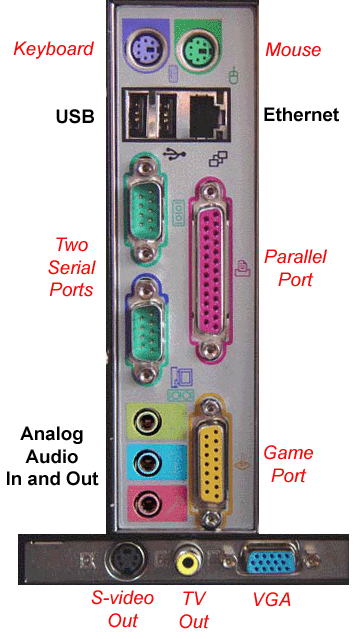 Keyboard
Mouse
USB
Ethernet
Two
Serial
Ports
Parallel
Port
Analog
Audio
In and Out
Game
Port
S-video
Out
TV
Out
VGA